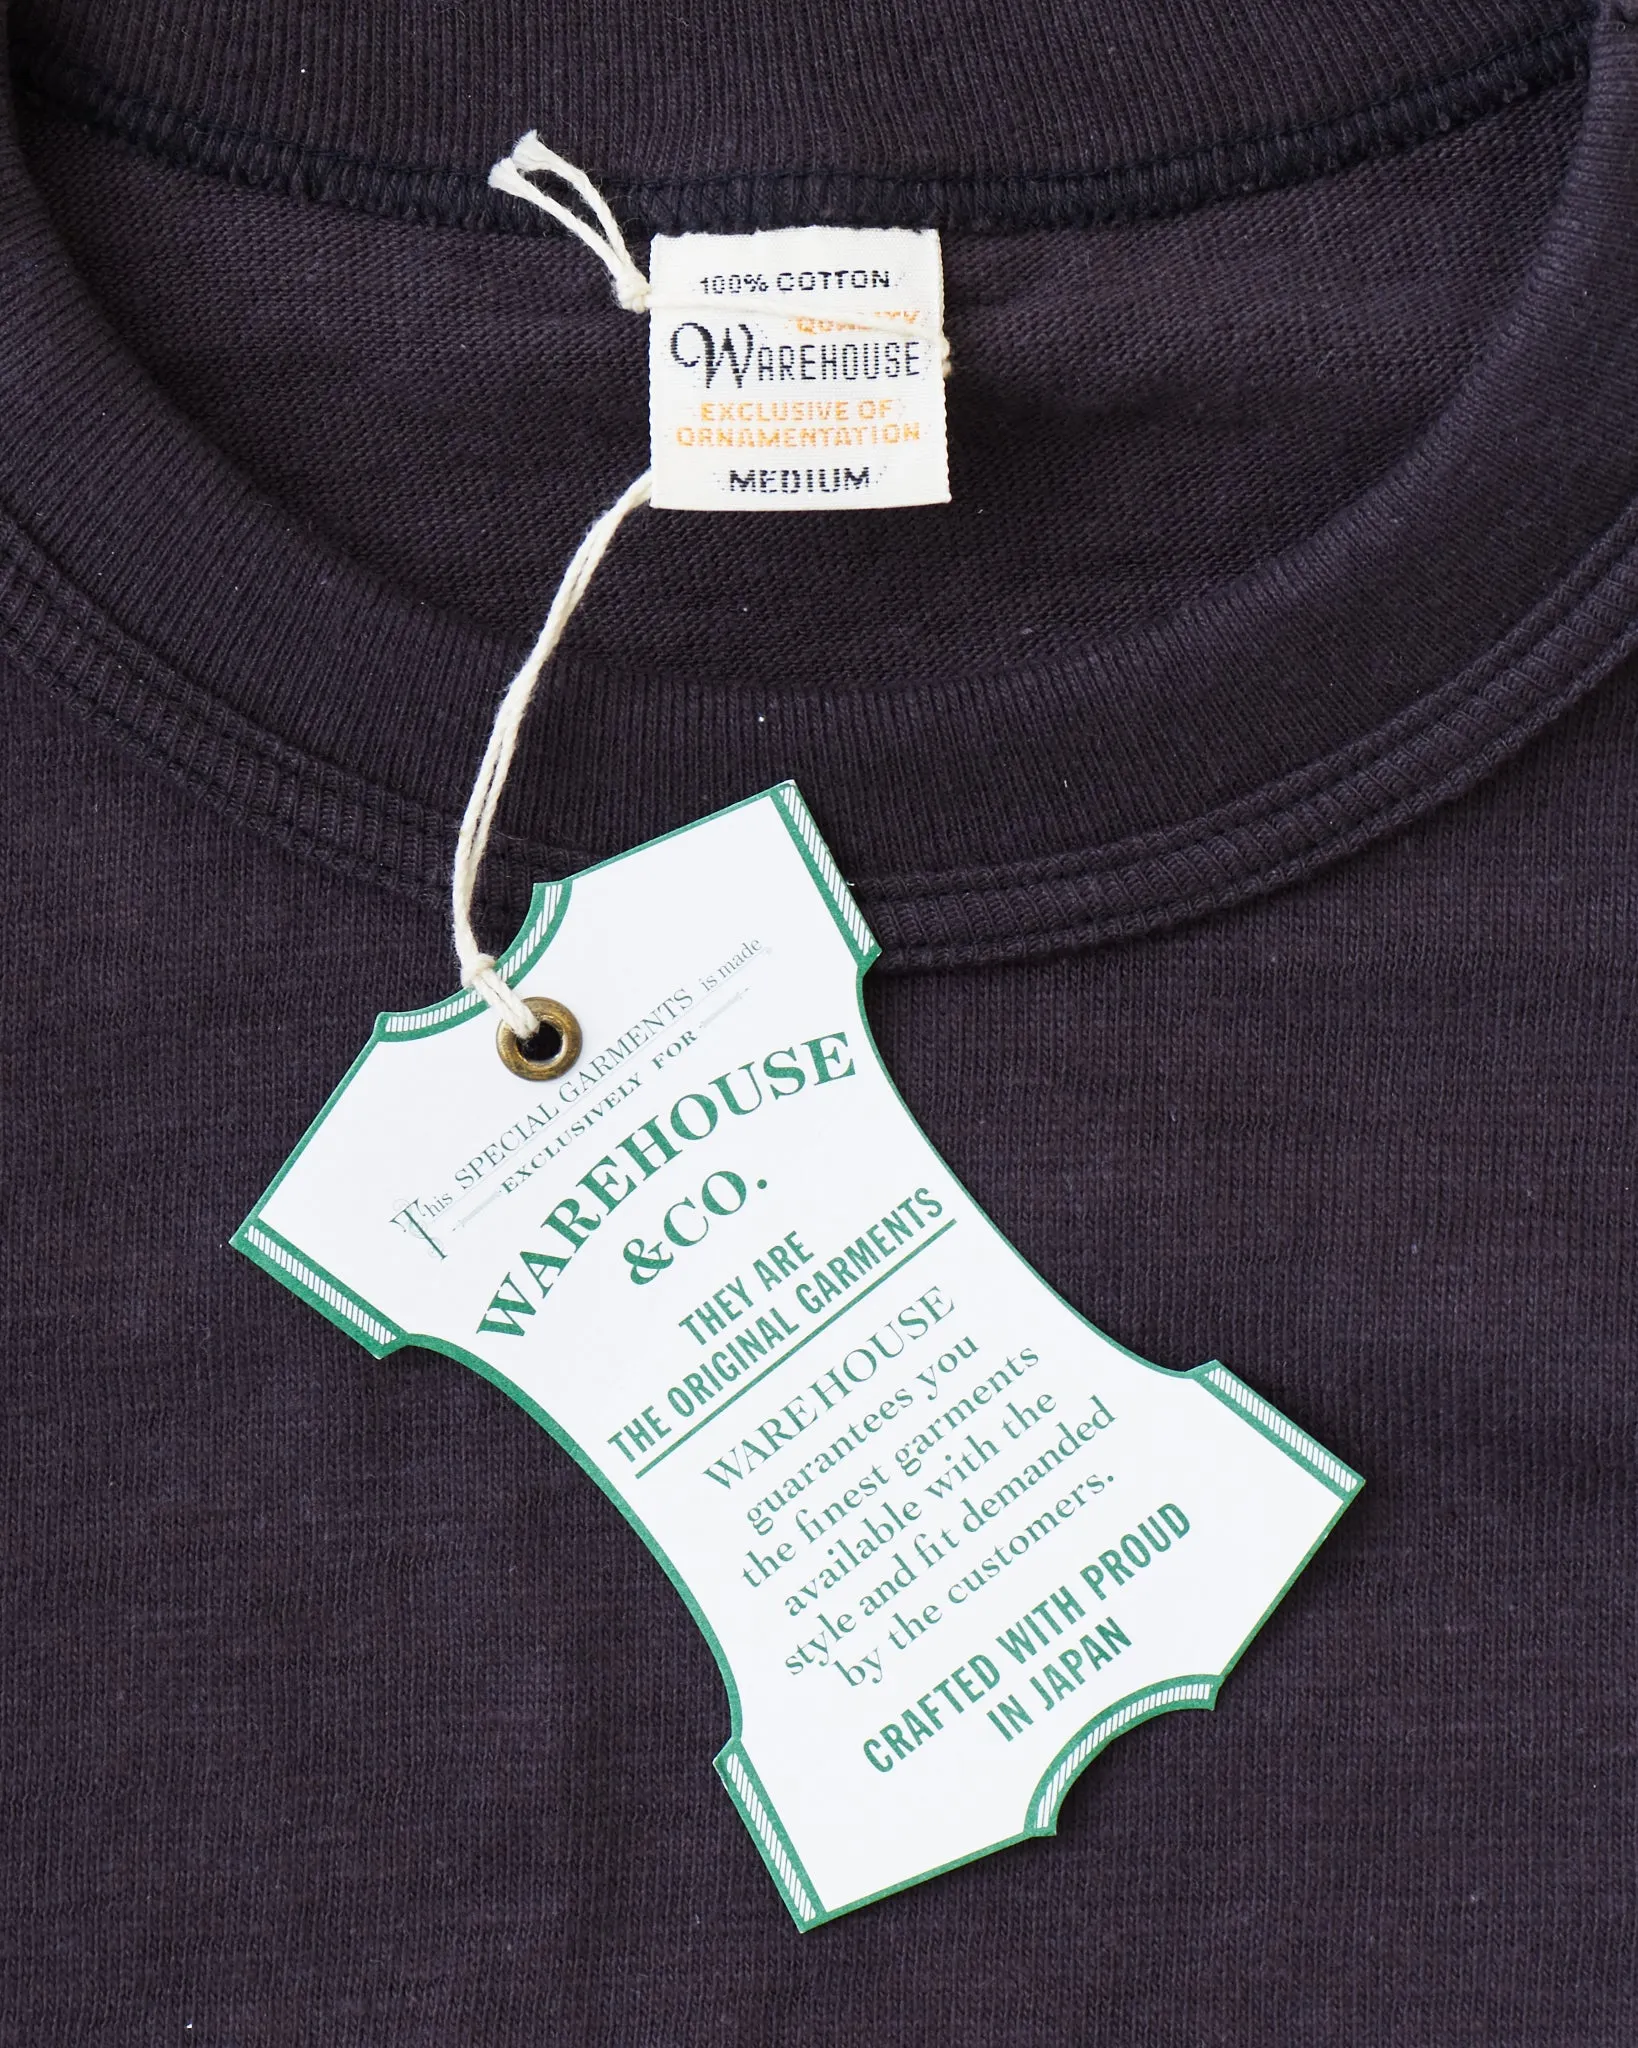 100% COTTON
QUALITY
WAREHOUSE
EXCLUSIVE OF
ORNAMENTATION
MEDIUM
This SPECIAL GARMENTS is made
EXCLUSIVELY FOR
WAREHOUSE
&CO.
THEY ARE
THE ORIGINAL GARMENTS
WAREHOUSE
guarantees you
the finest garments
available with the
style and fit demanded
by the customers.
CRAFTED WITH PROUD
IN JAPAN